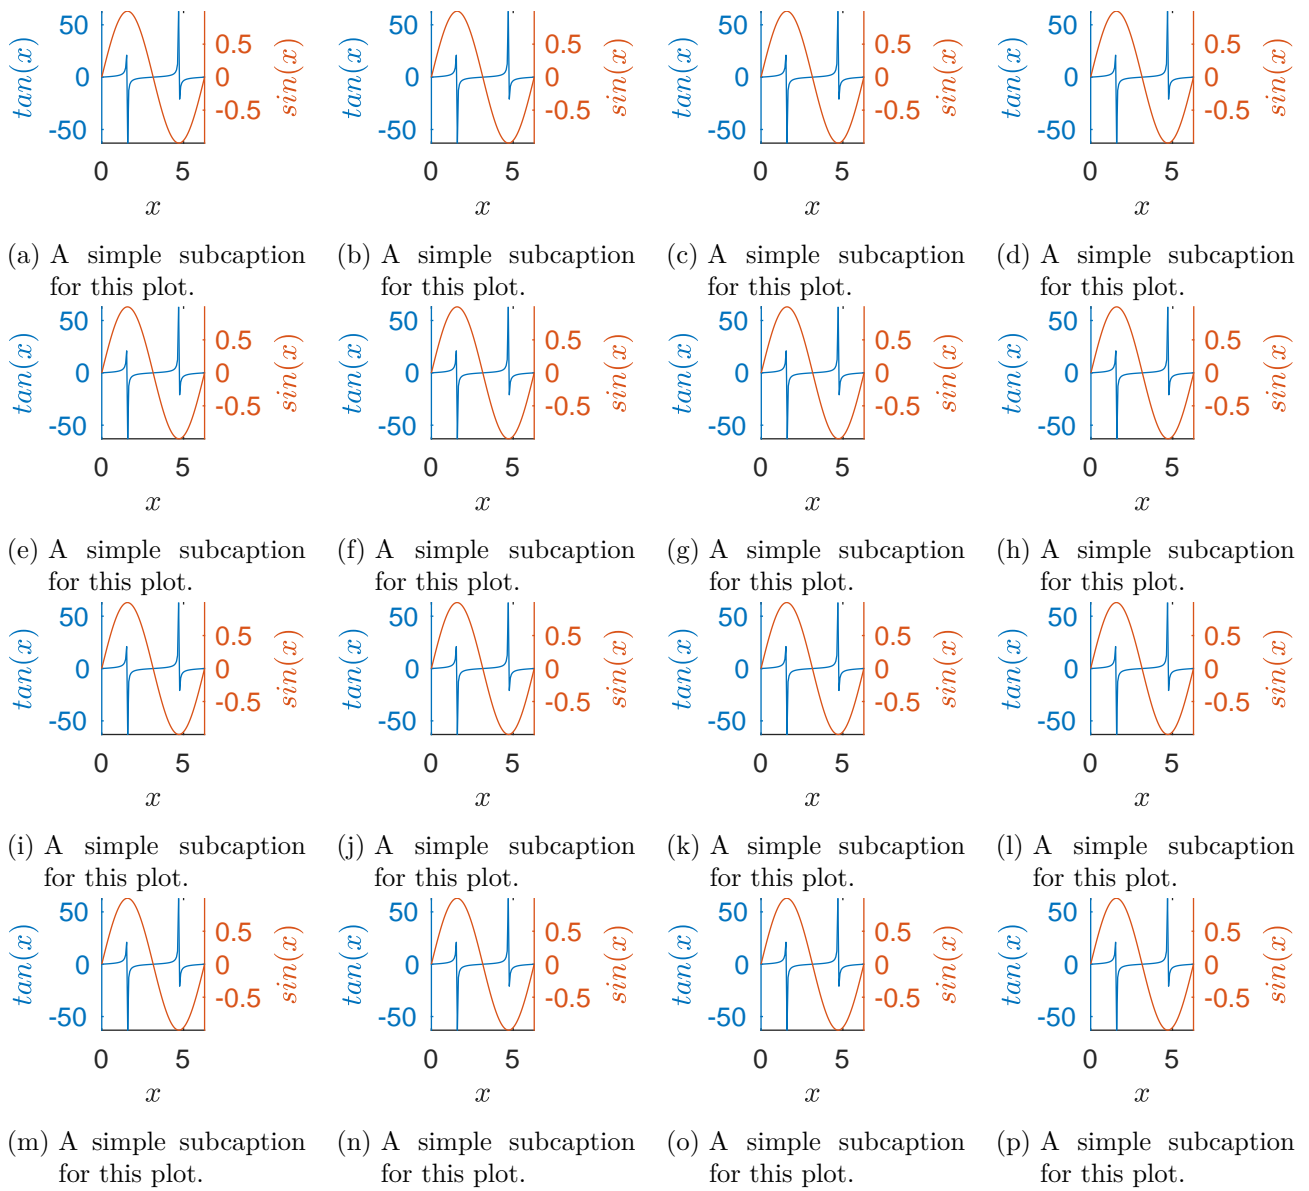 50 0.5 50 0.5 50 0.5 50 0.5
tan(x) 0 0 sin(x) tan(x) 0 0 sin(x) tan(x) 0 0 sin(x) tan(x) 0 0 sin(x)
-50 -0.5 -50 -0.5 -50 -0.5 -50 -0.5
0 5 0 5 0 5 0 5
x x x x
(a) A simple subcaption (b) A simple subcaption (c) A simple subcaption (d) A simple subcaption
for this plot. for this plot. for this plot. for this plot.
50 0.5 50 0.5 50 0.5 50 0.5
tan(x) 0 0 sin(x) tan(x) 0 0 sin(x) tan(x) 0 0 sin(x) tan(x) 0 0 sin(x)
-50 -0.5 -50 -0.5 -50 -0.5 -50 -0.5
0 5 0 5 0 5 0 5
x x x x
(e) A simple subcaption (f) A simple subcaption (g) A simple subcaption (h) A simple subcaption
for this plot. for this plot. for this plot. for this plot.
50 0.5 50 0.5 50 0.5 50 0.5
tan(x) 0 0 sin(x) tan(x) 0 0 sin(x) tan(x) 0 0 sin(x) tan(x) 0 0 sin(x)
-50 -0.5 -50 -0.5 -50 -0.5 -50 -0.5
0 5 0 5 0 5 0 5
x x x x
(i) A simple subcaption (j) A simple subcaption (k) A simple subcaption (l) A simple subcaption
for this plot. for this plot. for this plot. for this plot.
50 0.5 50 0.5 50 0.5 50 0.5
tan(x) 0 0 sin(x) tan(x) 0 0 sin(x) tan(x) 0 0 sin(x) tan(x) 0 0 sin(x)
-50 -0.5 -50 -0.5 -50 -0.5 -50 -0.5
0 5 0 5 0 5 0 5
x x x x
(m) A simple subcaption (n) A simple subcaption (o) A simple subcaption (p) A simple subcaption
for this plot. for this plot. for this plot. for this plot.